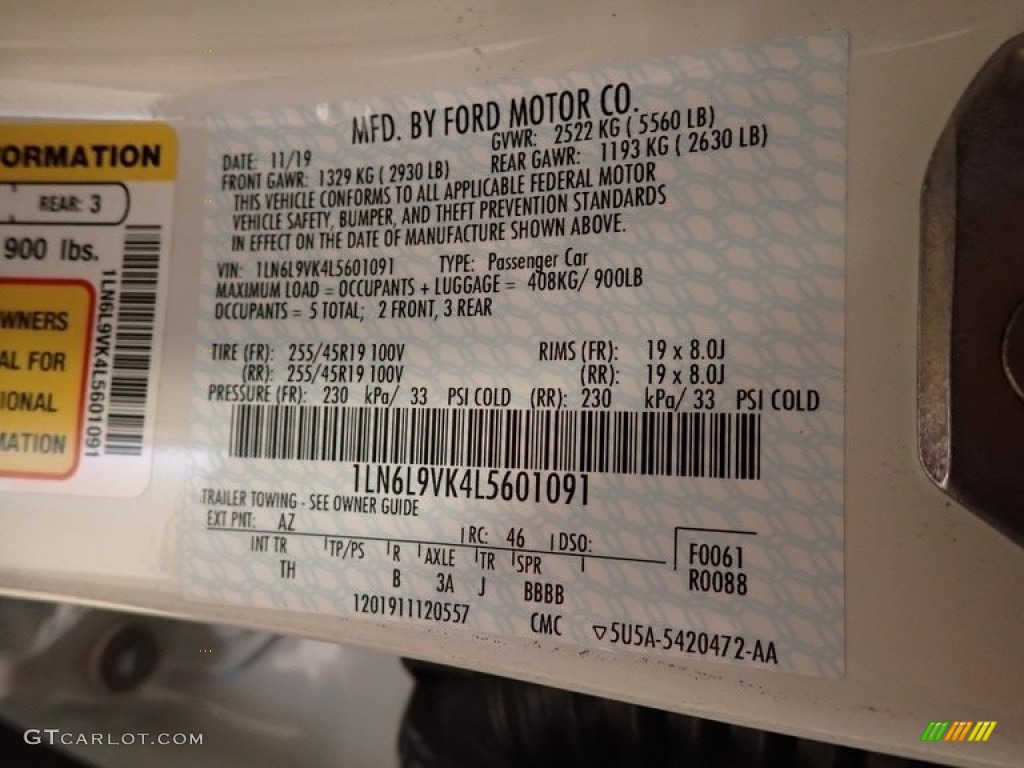 ORMATION
REAR: 3
900 lbs.
1LN6L9VK4L5601091
WNERS
AL FOR
IONAL
MATION
MFD. BY FORD MOTOR CO.
DATE: 11/19 GVWR: 2522 KG ( 5560 LB)
FRONT GAWR: 1329 KG ( 2930 LB) REAR GAWR: 1193 KG ( 2630 LB)
THIS VEHICLE CONFORMS TO ALL APPLICABLE FEDERAL MOTOR
VEHICLE SAFETY, BUMPER, AND THEFT PREVENTION STANDARDS
IN EFFECT ON THE DATE OF MANUFACTURE SHOWN ABOVE.
VIN: 1LN6L9VK4L5601091 TYPE: Passenger Car
MAXIMUM LOAD = OCCUPANTS + LUGGAGE = 408KG/ 900LB
OCCUPANTS = 5 TOTAL; 2 FRONT, 3 REAR
TIRE (FR): 255/45R19 100V RIMS (FR): 19 x 8.0J
(RR): 255/45R19 100V (RR): 19 x 8.0J
PRESSURE (FR): 230 kPa/ 33 PSI COLD (RR): 230 kPa/ 33 PSI COLD
1LN6L9VK4L5601091
TRAILER TOWING - SEE OWNER GUIDE
EXT PNT: AZ RC: 46 DSO:
INT TR TP/PS R AXLE TR SPR F0061
TH B 3A J BBBB R0088
1201911120557 CMC ▽5U5A-5420472-AA
GTCARLOT.COM